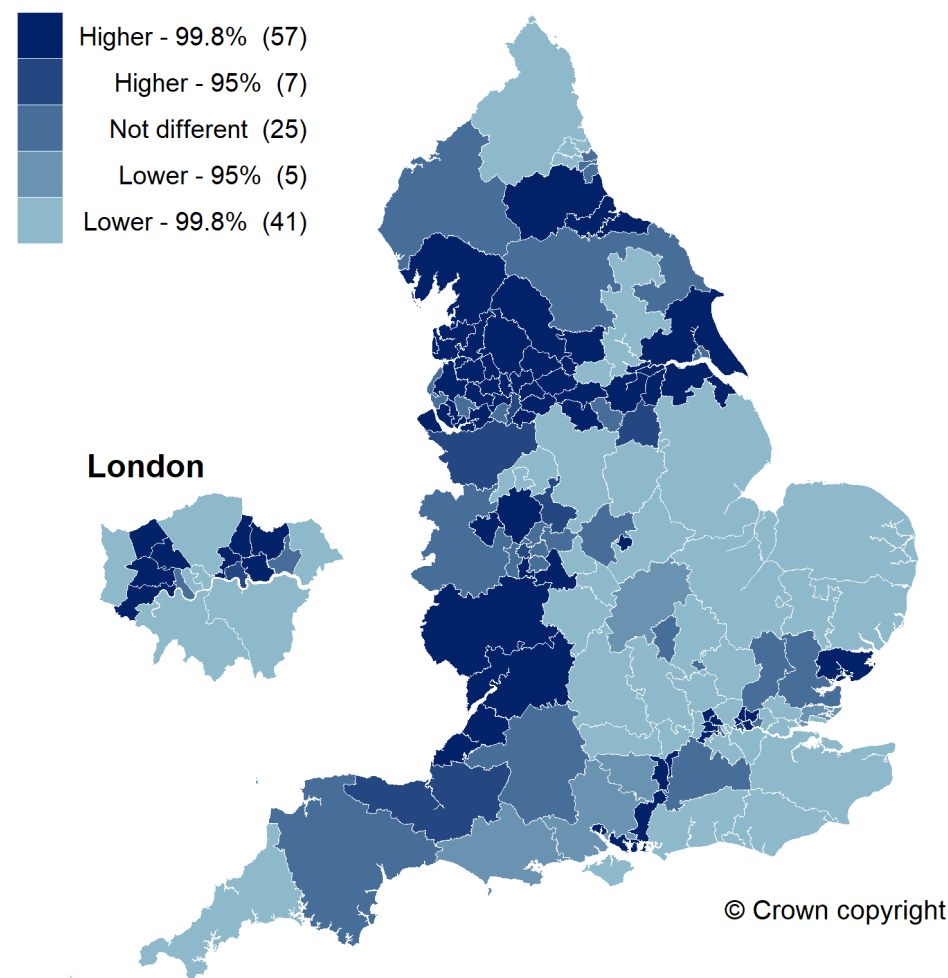 Higher - 99.8%  (57)
Higher - 95%  (7)
Not different  (25)
Lower - 95%  (5)
Lower - 99.8%  (41)
London
© Crown copyright